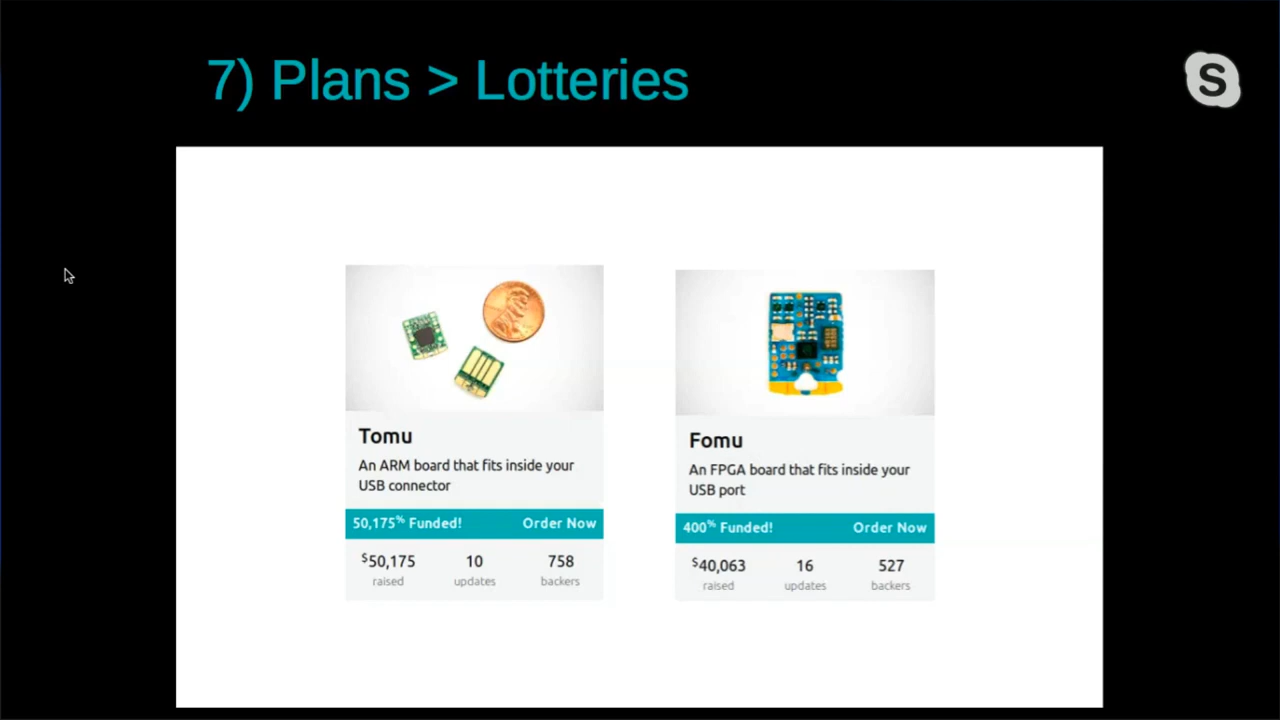 7) Plans > Lotteries
S
Tomu
An ARM board that fits inside your
USB connector
50,175% Funded! Order Now
$50,175 10 758
raised updates backers
Fomu
An FPGA board that fits inside your
USB port
400% Funded! Order Now
$40,063 16 527
raised updates backers